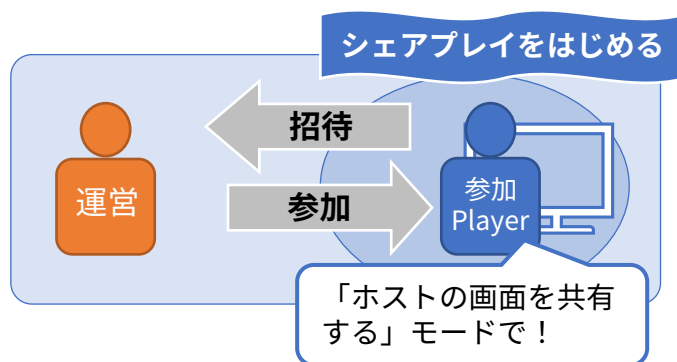 シェアプレイをはじめる
招待
運営
参加
参加
Player
「ホストの画面を共有
する」モードで！